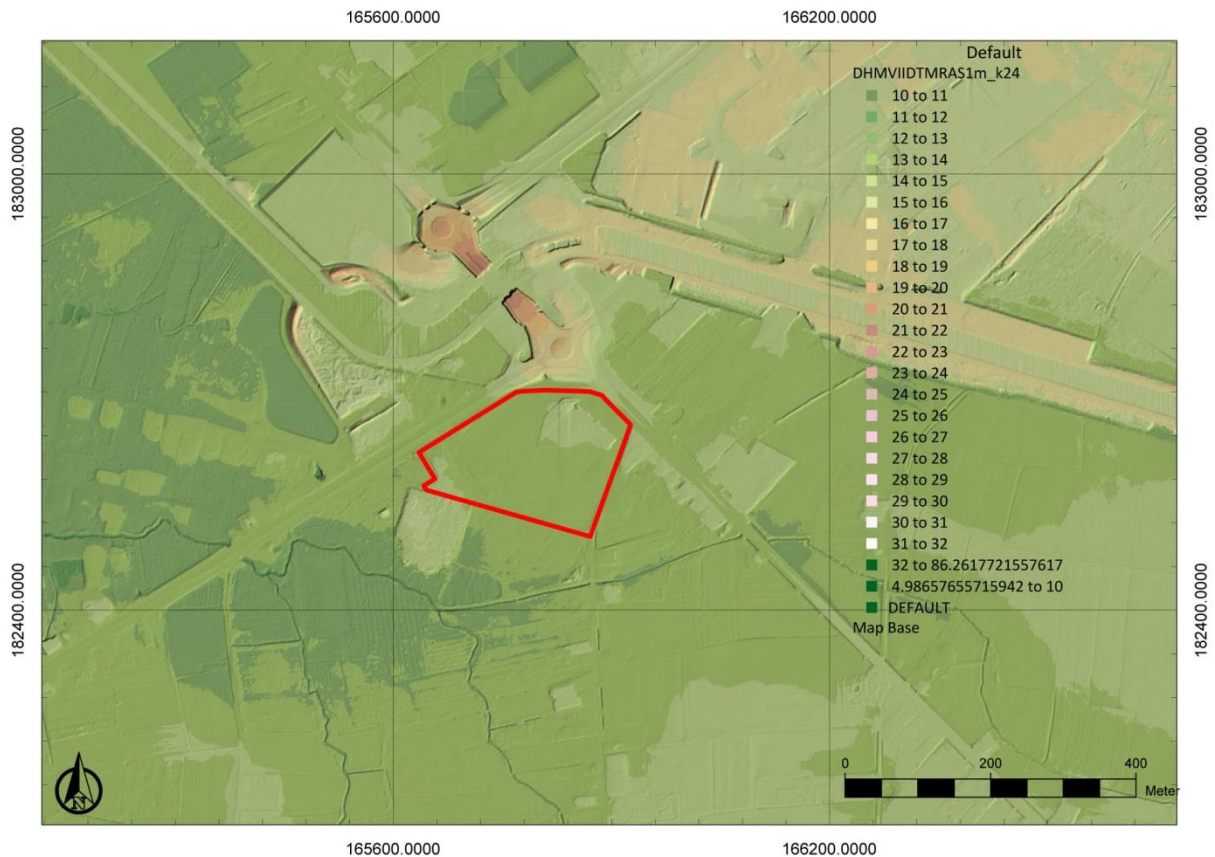 165600.0000 166200.0000
183000.0000 183000.0000
Default
DHMVIIDTMRAS1m_k24
10 to 11
11 to 12
12 to 13
13 to 14
14 to 15
15 to 16
16 to 17
17 to 18
18 to 19
19 to 20
20 to 21
21 to 22
22 to 23
23 to 24
24 to 25
25 to 26
26 to 27
27 to 28
28 to 29
29 to 30
30 to 31
31 to 32
32 to 86.2617721557617
4.98657655715942 to 10
DEFAULT
Map Base
182400.0000 182400.0000
0 200 400
Meter
N
165600.0000 166200.0000